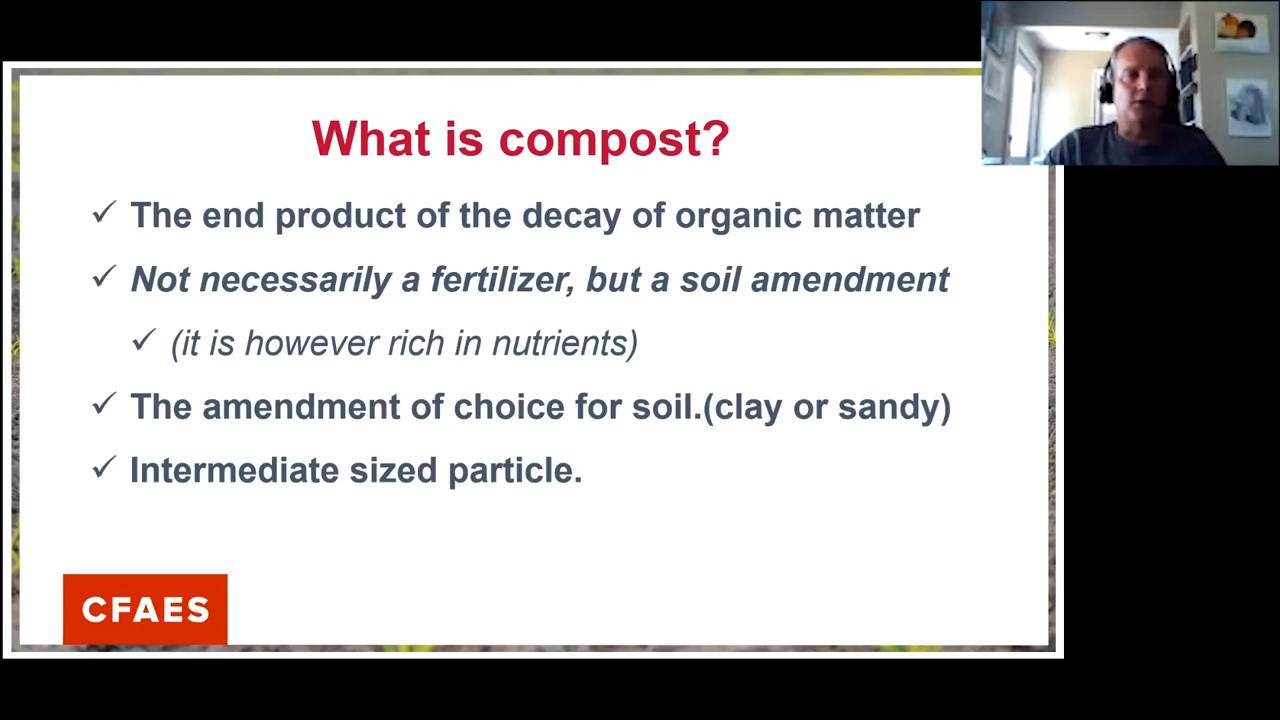 What is compost?
The end product of the decay of organic matter
Not necessarily a fertilizer, but a soil amendment
(it is however rich in nutrients)
The amendment of choice for soil.(clay or sandy)
Intermediate sized particle.
CFAES